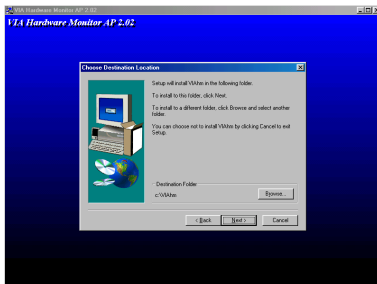 VIA Hardware Monitor AP 2.02
VIA Hardware Monitor AP 2.02
Choose Destination Location
Setup will install VIAhm in the following folder.
To install to this folder, click Next.
To install to a different folder, click Browse and select another
folder.
You can choose not to install VIAhm by clicking Cancel to exit
Setup.
Destination Folder
c:\VIAhm
Browse...
< Back
Next >
Cancel